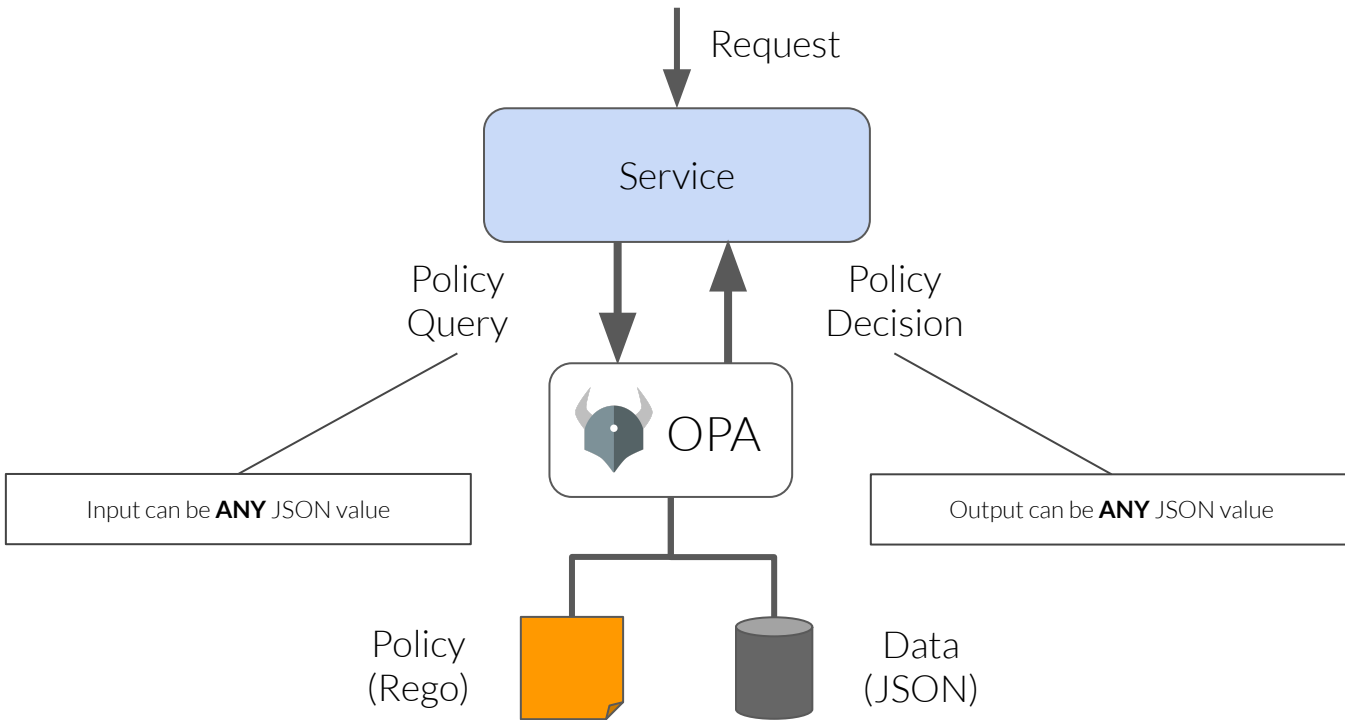 Request
Service
Policy
Query
Policy
Decision
OPA
Input can be ANY JSON value
Output can be ANY JSON value
Policy
(Rego)
Data
(JSON)